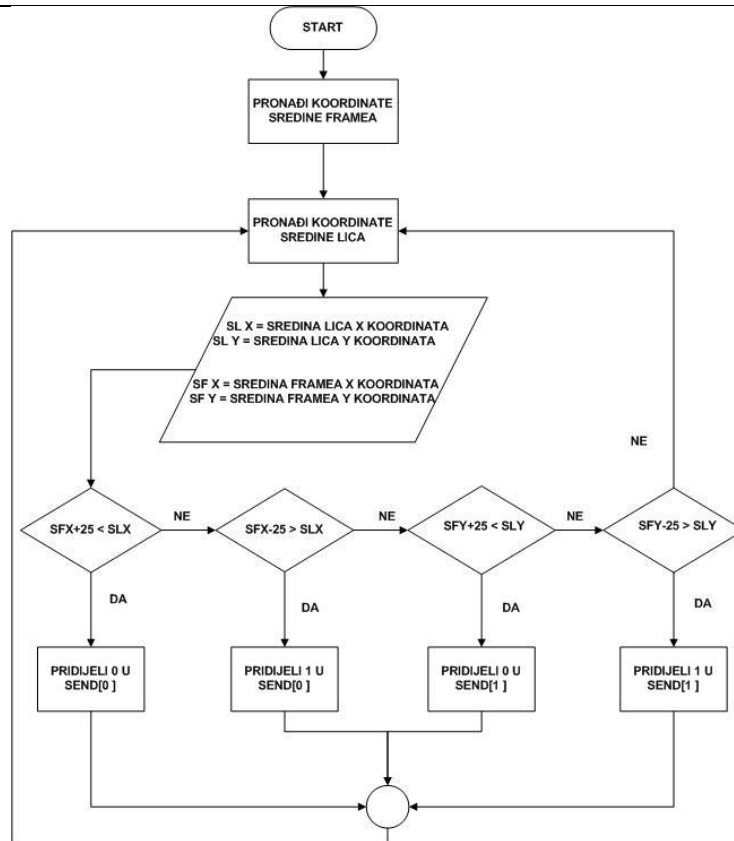 START
PRONAĐI KOORDINATE
SREDINE FRAMEA
PRONAĐI KOORDINATE
SREDINE LICA
SL X = SREDINA LICA X KOORDINATA
SL Y = SREDINA LICA Y KOORDINATA
SF X = SREDINA FRAMEA X KOORDINATA
SF Y = SREDINA FRAMEA Y KOORDINATA
NE
SFX+25 < SLX
NE
SFX-25 > SLX
NE
SFY+25 < SLY
NE
SFY-25 > SLY
DA
DA
DA
DA
PRIDIJELI 0 U
SEND[0 ]
PRIDIJELI 1 U
SEND[0 ]
PRIDIJELI 0 U
SEND[1 ]
PRIDIJELI 1 U
SEND[1 ]